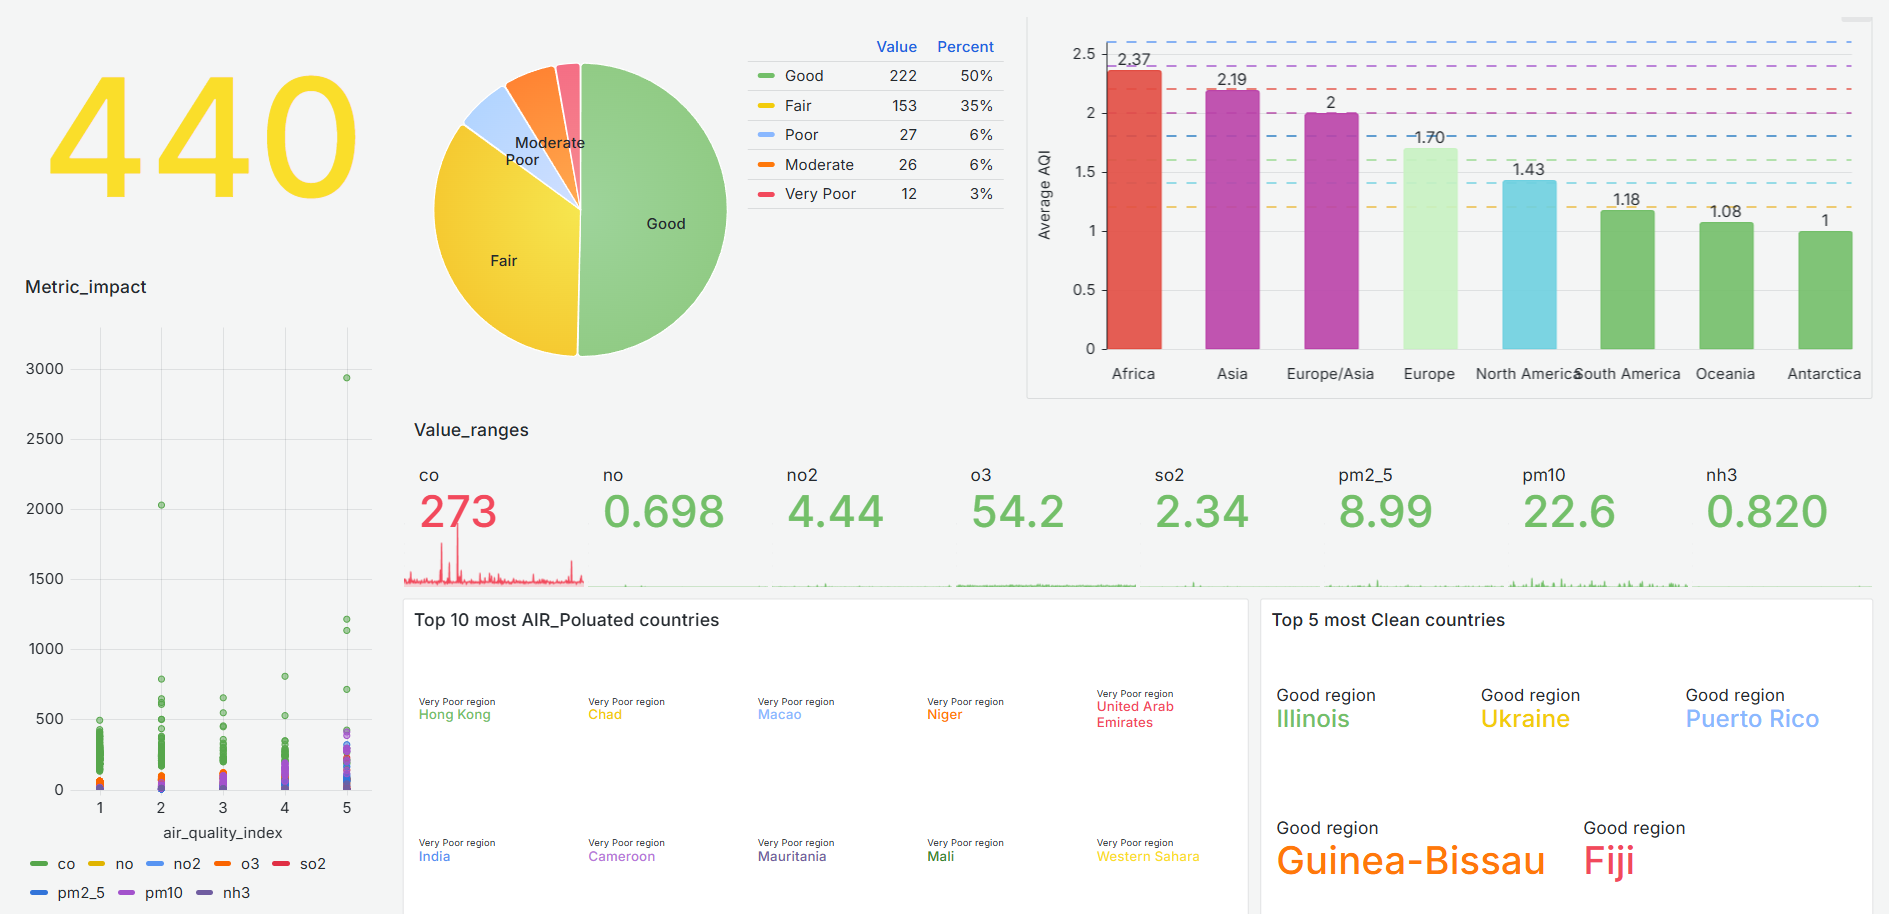 440
Metric_impact
3000
2500
2000
1500
1000
500
0
1 2 3 4 5
air_quality_index
co no no2 o3 so2
pm2_5 pm10 nh3
Moderate
Poor
Good
Fair
Value Percent
Good 222 50%
Fair 153 35%
Poor 27 6%
Moderate 26 6%
Very Poor 12 3%
Average AQI
2.5
2
1.5
1
0.5
0
2.37
2.19
2
1.70
1.43
1.18
1.08
1
Africa Asia Europe/Asia Europe North America South America Oceania Antarctica
Value_ranges
co no no2 o3 so2 pm2_5 pm10 nh3
273 0.698 4.44 54.2 2.34 8.99 22.6 0.820
Top 10 most AIR_Poluated countries
Very Poor region
Hong Kong
Very Poor region
Chad
Very Poor region
Macao
Very Poor region
Niger
Very Poor region
United Arab
Emirates
Very Poor region
India
Very Poor region
Cameroon
Very Poor region
Mauritania
Very Poor region
Mali
Very Poor region
Western Sahara
Top 5 most Clean countries
Good region
Illinois
Good region
Ukraine
Good region
Puerto Rico
Good region
Guinea-Bissau
Good region
Fiji